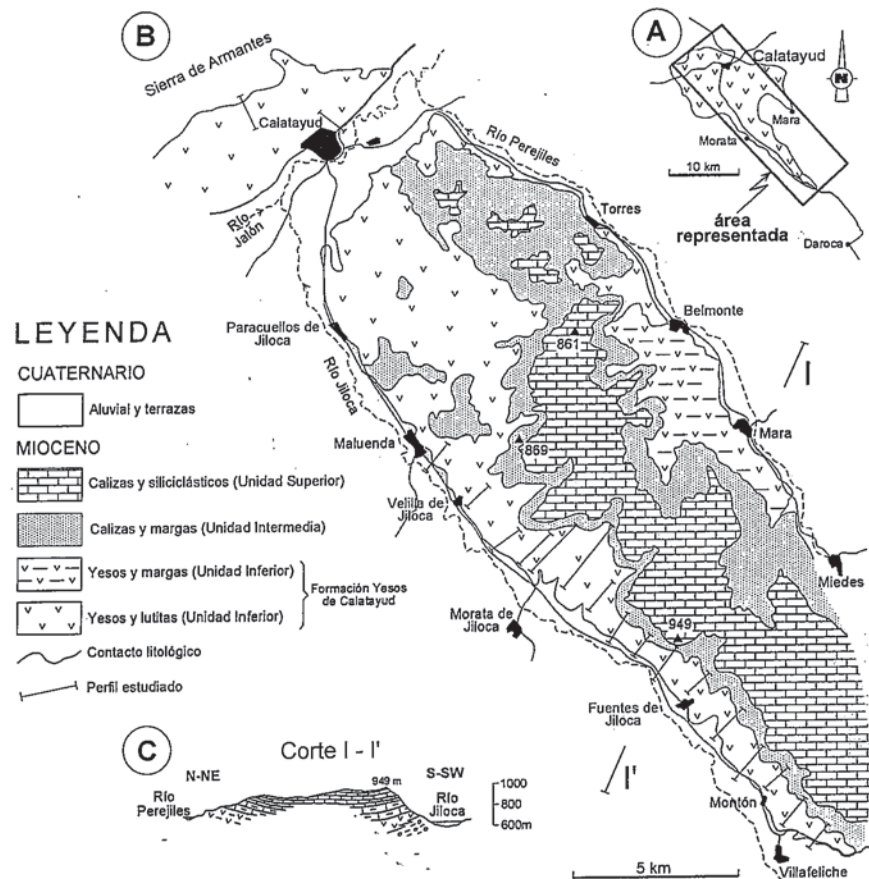 B
Sierra de Armantes
Calatayud
Río Perejiles
Río
Jalón
Torres
Paracuellos de
Jiloca
Río Jiloca
Belmonte
861
I
Mara
869
Maluenda
Velilla de
Jiloca
Miedes
Morata de
Jiloca
949
Fuentes de
Jiloca
I'
Montón
Villafeliche
5 km
A
Calatayud
N
Mara
Morata
10 km
área
representada
Daroca
LEYENDA
CUATERNARIO
Aluvial y terrazas
MIOCENO
Calizas y siliciclásticos (Unidad Superior)
Calizas y margas (Unidad Intermedia)
Yesos y margas (Unidad Inferior)
Yesos y lutitas (Unidad Inferior)
Formación Yesos
de Calatayud
Contacto litológico
Perfil estudiado
C
Corte I - I'
N-NE
S-SW
949 m
Río
Perejiles
Río
Jiloca
1000
800
600m